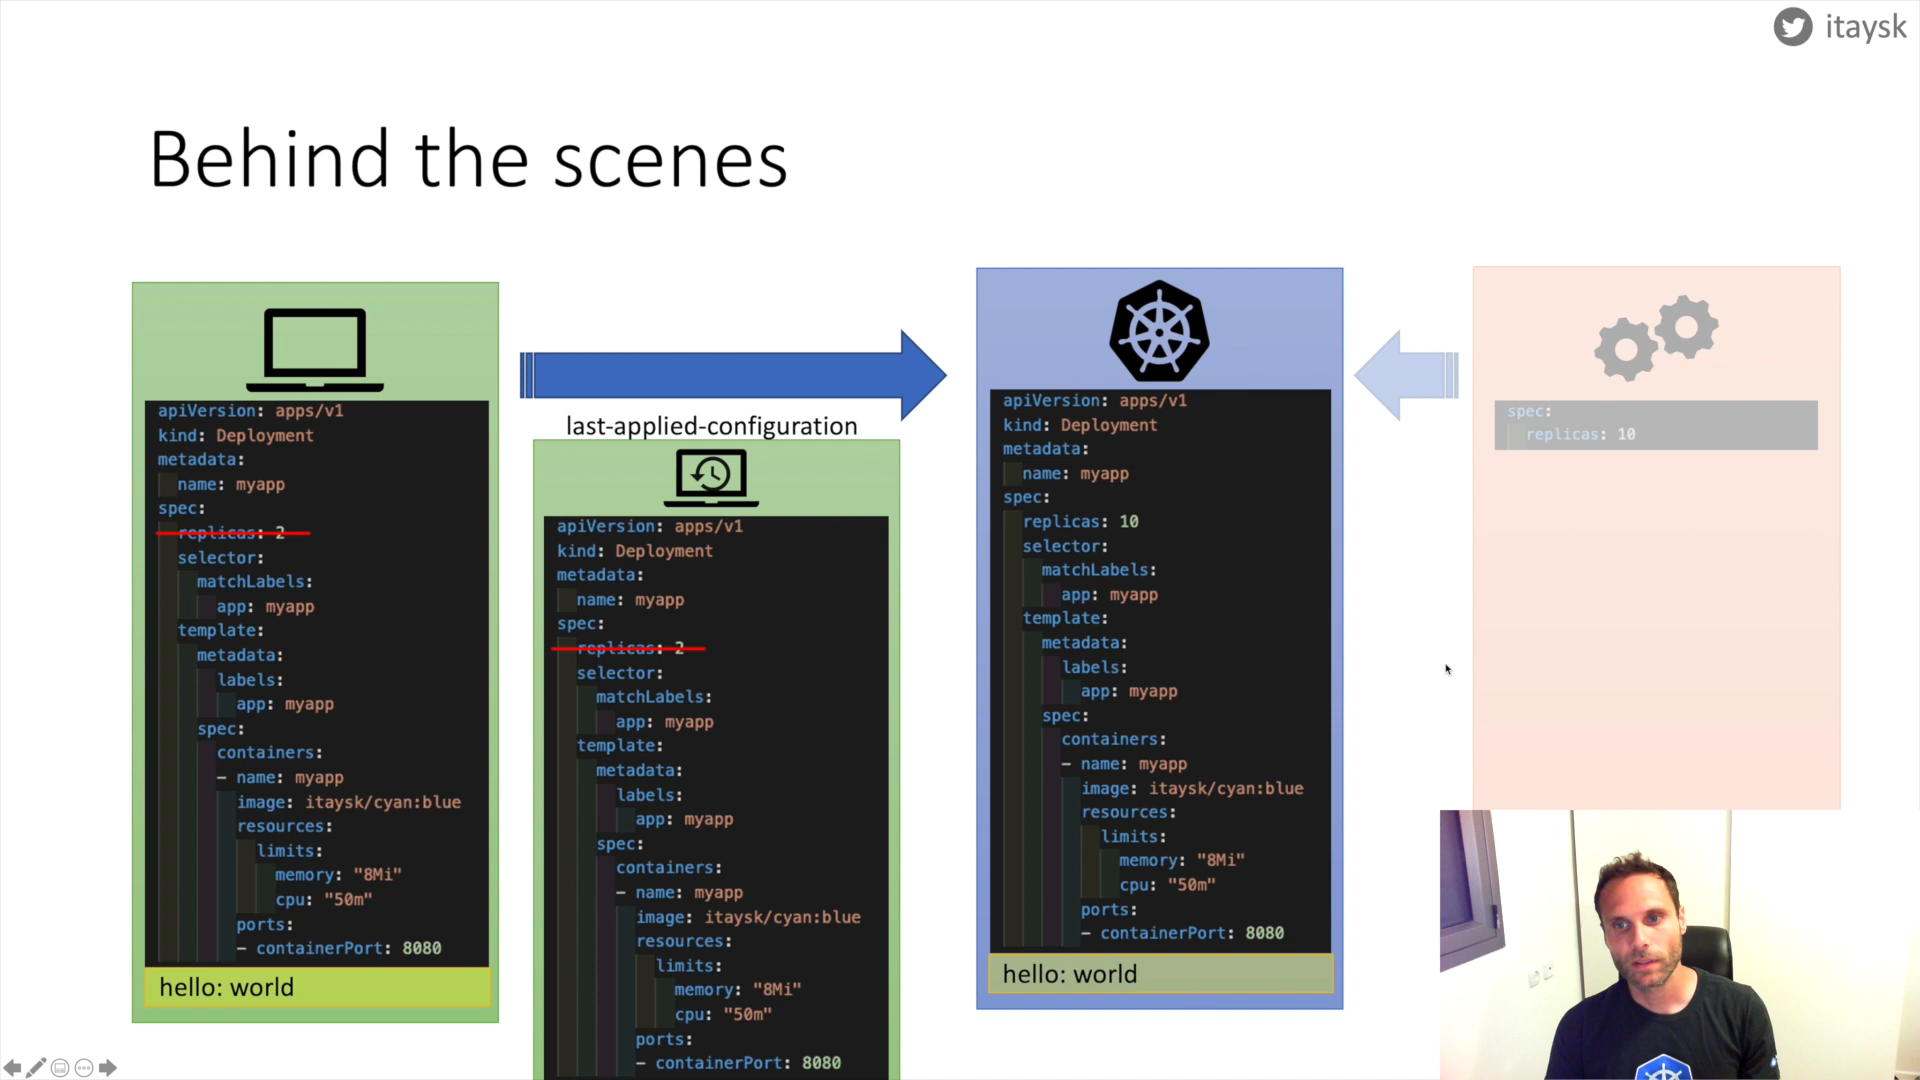 itaysk
Behind the scenes
apiVersion: apps/v1
kind: Deployment
metadata:
name: myapp
spec:
replicas: 2
selector:
matchLabels:
app: myapp
template:
metadata:
labels:
app: myapp
spec:
containers:
- name: myapp
image: itaysk/cyan:blue
resources:
limits:
memory: "8Mi"
cpu: "50m"
ports:
- containerPort: 8080
hello: world
last-applied-configuration
apiVersion: apps/v1
kind: Deployment
metadata:
name: myapp
spec:
replicas: 2
selector:
matchLabels:
app: myapp
template:
metadata:
labels:
app: myapp
spec:
containers:
- name: myapp
image: itaysk/cyan:blue
resources:
limits:
memory: "8Mi"
cpu: "50m"
ports:
- containerPort: 8080
apiVersion: apps/v1
kind: Deployment
metadata:
name: myapp
spec:
replicas: 10
selector:
matchLabels:
app: myapp
template:
metadata:
labels:
app: myapp
spec:
containers:
- name: myapp
image: itaysk/cyan:blue
resources:
limits:
memory: "8Mi"
cpu: "50m"
ports:
- containerPort: 8080
hello: world
spec:
replicas: 10